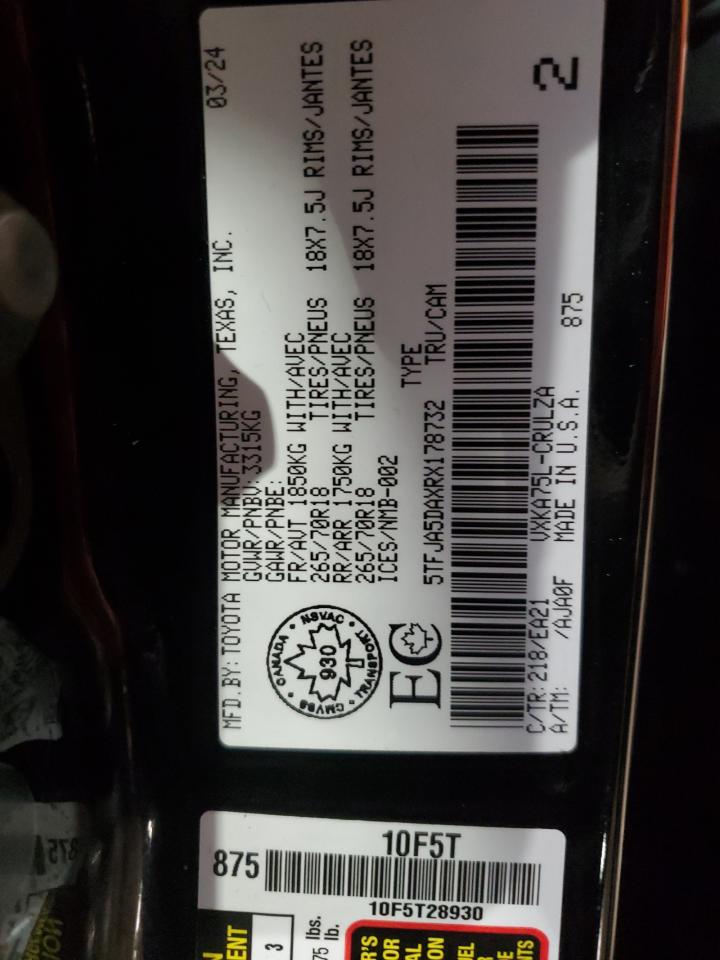 MFD.BY: TOYOTA MOTOR MANUFACTURING, TEXAS, INC. 03/24
GVWR/PNBV: 3315KG
GAWR/PNBE:
FR/AVT 1850KG WITH/AVEC
265/70R18 TIRES/PNEUS 18X7.5J RIMS/JANTES
RR/ARR 1750KG WITH/AVEC
265/70R18 TIRES/PNEUS 18X7.5J RIMS/JANTES
ICES/NMB-002
CANADA • NSVAC • TRANSPORT • CMVSS
930
EC
TYPE
5TFJA5DAXRX178732 TRU/CAM
2
C/TR: 218/EA21 VXKA75L-CRULZA 875
A/TM: /AJA0F MADE IN U.S.A.
10F5T
875
10F5T28930
3
lbs.
lb.